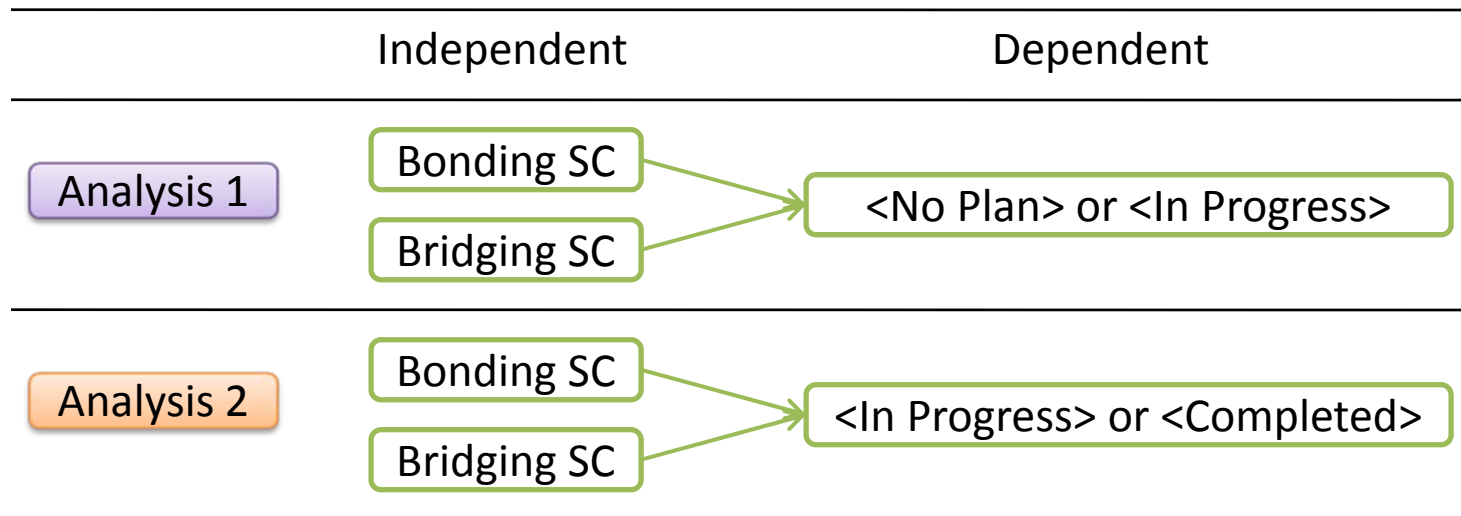 Independent Dependent
Analysis 1
Bonding SC
Bridging SC
<No Plan> or <In Progress>
Analysis 2
Bonding SC
Bridging SC
<In Progress> or <Completed>